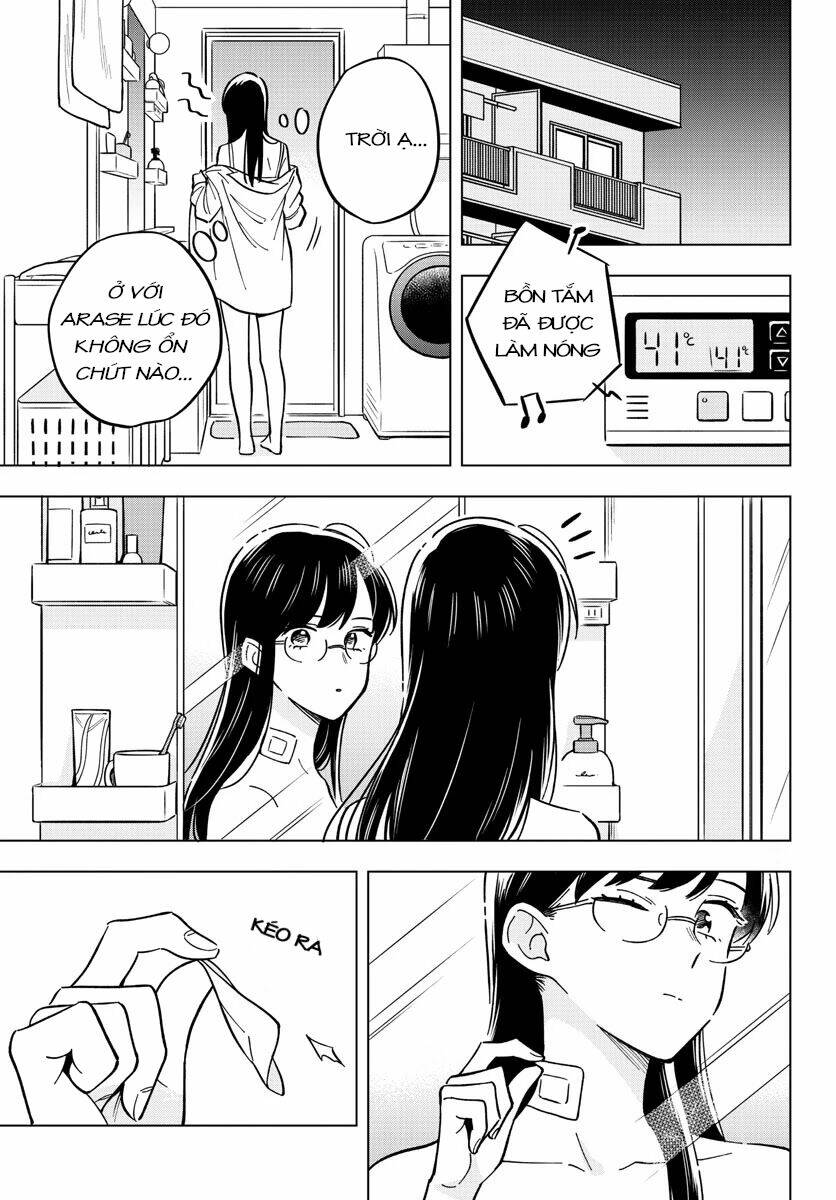 BỒN TẮM
ĐÃ ĐƯỢC
LÀM NÓNG
41°C
41°C
TRỜI Ạ...
Ở VỚI
ARASE LÚC ĐÓ
KHÔNG ỔN
CHÚT NÀO...
KÉO RA